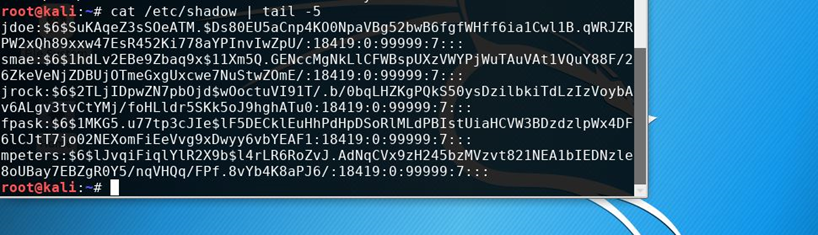 root@kali:~# cat /etc/shadow | tail -5
jdoe:$6$SuKAqeZ3sSOeATM.$Ds80EU5aCnp4KO0NpaVBg52bwB6fgfWHff6ia1Cwl1B.qWRJZR
PW2xQh89xxw47EsR452Ki778aYPInvIwZpU/:18419:0:99999:7:::
smae:$6$1hdLv2EBe9Zbaq9x$11Xm5Q.GENccMgNkLlCFWBspUXzVWYPjWuTAuVAt1VQuY88F/2
6ZkeVeNjZDBUjOTmeGxgUxcwe7NuStwZOmE/:18419:0:99999:7:::
jrock:$6$2TLjIDpwZN7pbOjd$wOoctuVI91T/.b/0bqLHZKgPQkS50ysDzilbkiTdLzIzVoybA
v6ALgv3tvCtYMj/foHLldr5SKk5oJ9hghATu0:18419:0:99999:7:::
fpask:$6$1MKG5.u77tp3cJIe$lF5DECklEuHhPdHpDSoRlMLdPBIstUiaHCVW3BDzdzlpWx4DF
6lCJtT7jo02NEXomFiEeVvg9xDwyy6vbYEAF1:18419:0:99999:7:::
mpeters:$6$lJvqiFiqlYlR2X9b$l4rLR6RoZvJ.AdNqCVx9zH245bzMVzvt821NEA1bIEDNzle
8oUBay7EBZgR0Y5/nqVHQq/FPf.8vYb4K8aPJ6/:18419:0:99999:7:::
root@kali:~#